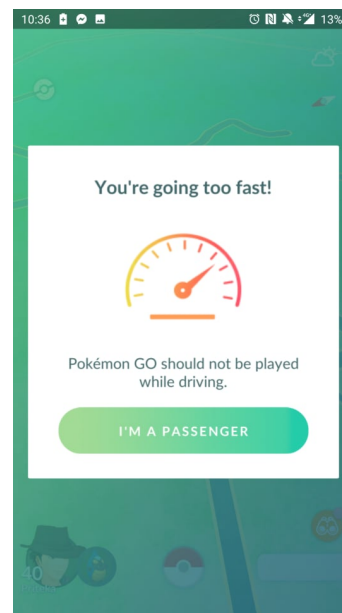 10:36
13%
You're going too fast!
Pokémon GO should not be played
while driving.
I'M A PASSENGER
40